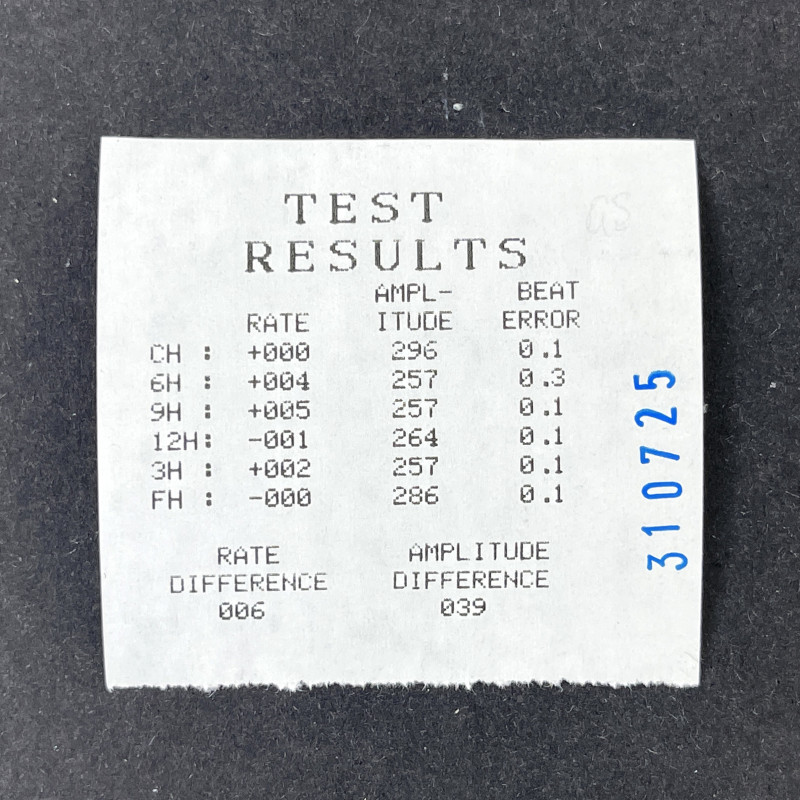 TEST
RESULTS
AMPL- BEAT
RATE ITUDE ERROR
CH : +000 296 0.1
6H : +004 257 0.3
9H : +005 257 0.1
12H: -001 264 0.1
3H : +002 257 0.1
FH : -000 286 0.1
RATE AMPLITUDE
DIFFERENCE DIFFERENCE
006 039
310725